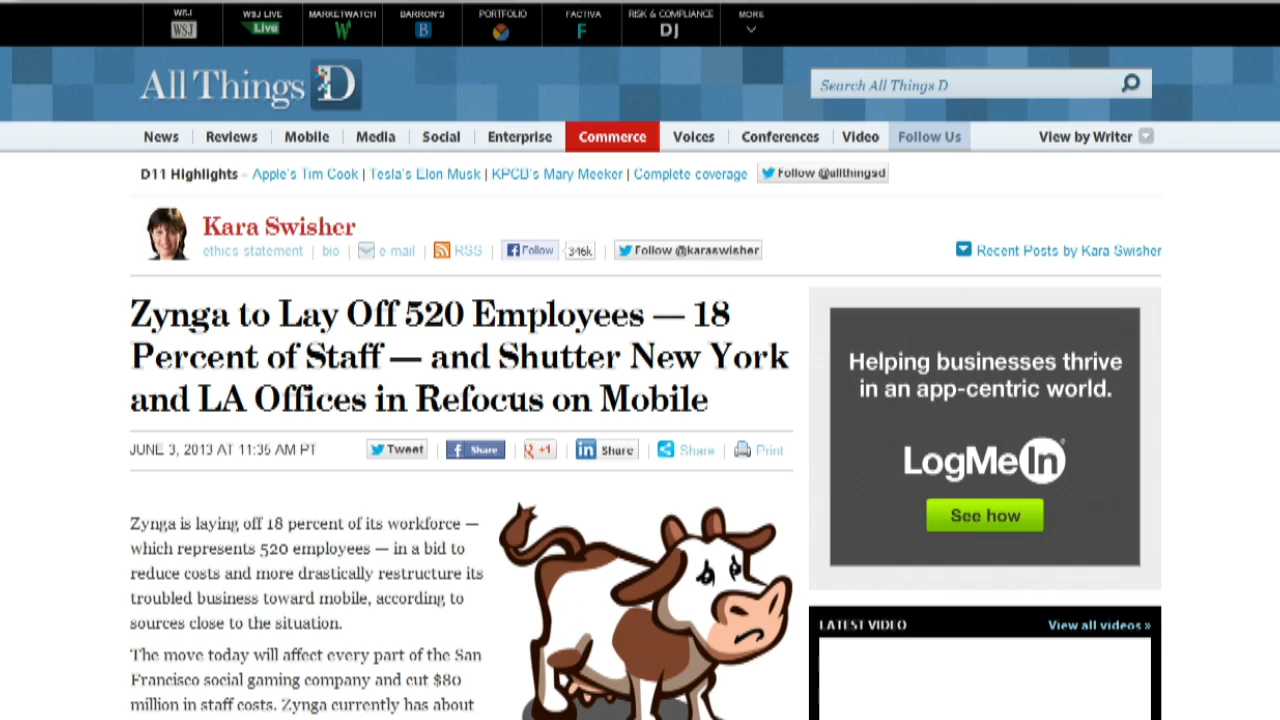 WSJ WSJ LIVE MARKETWATCH BARRON'S PORTFOLIO FACTIVA RISK & COMPLIANCE MORE
WSJ Live W B F DJ
All Things D
Search All Things D
News Reviews Mobile Media Social Enterprise Commerce Voices Conferences Video Follow Us View by Writer
D11 Highlights – Apple's Tim Cook | Tesla's Elon Musk | KPCB's Mary Meeker | Complete coverage Follow @allthingsd
Kara Swisher
ethics statement | bio | e-mail | RSS | Follow 346k | Follow @karaswisher
Recent Posts by Kara Swisher
Zynga to Lay Off 520 Employees — 18
Percent of Staff — and Shutter New York
and LA Offices in Refocus on Mobile
JUNE 3, 2013 AT 11:35 AM PT Tweet | Share | +1 | in Share | Share | Print
Zynga is laying off 18 percent of its workforce —
which represents 520 employees — in a bid to
reduce costs and more drastically restructure its
troubled business toward mobile, according to
sources close to the situation.
The move today will affect every part of the San
Francisco social gaming company and cut $80
million in staff costs. Zynga currently has about
Helping businesses thrive
in an app-centric world.
LogMeIn
See how
LATEST VIDEO View all videos »